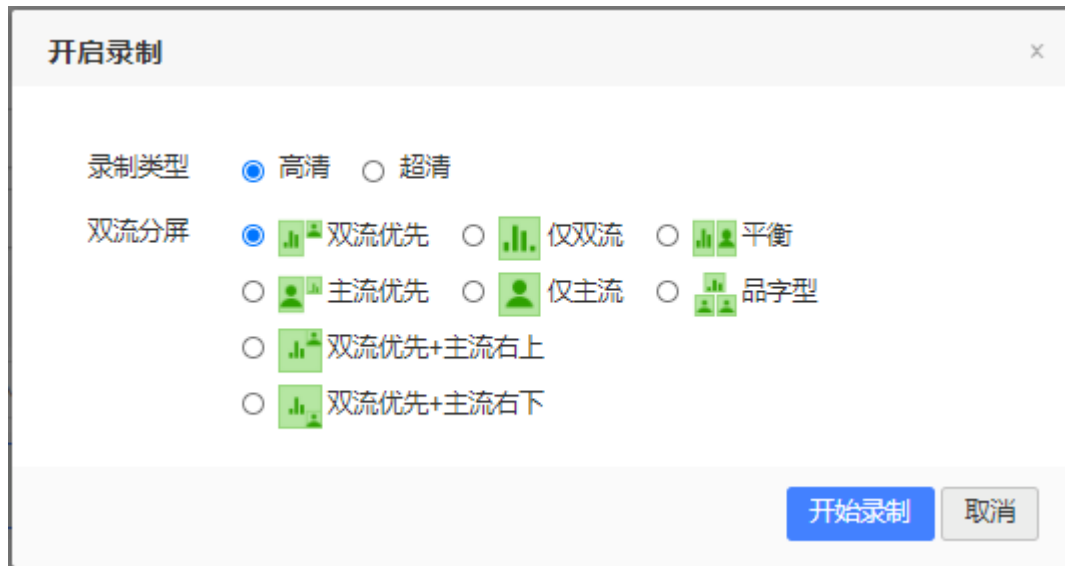 开启录制
录制类型 高清 超清
双流分屏 双流优先 仅双流 平衡
主流优先 仅主流 品字型
双流优先+主流右上
双流优先+主流右下
开始录制 取消